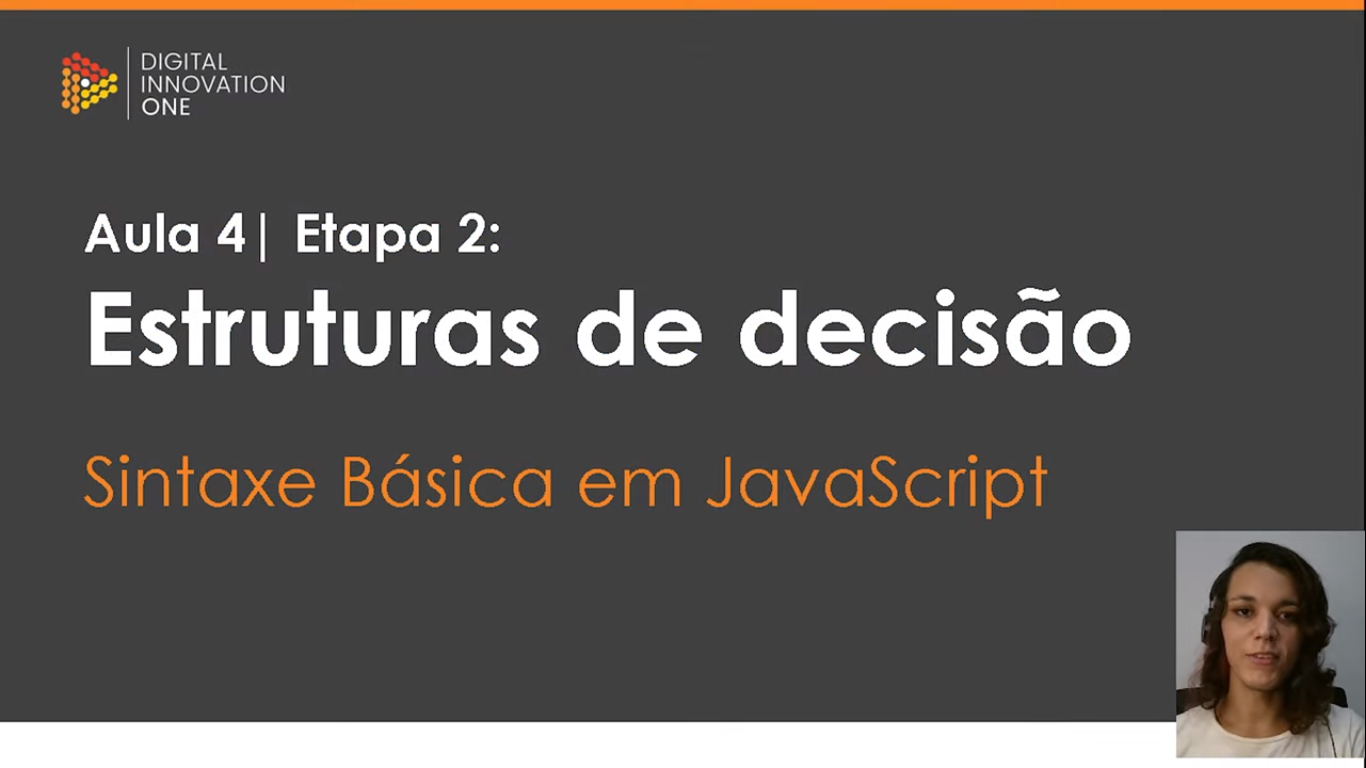 DIGITAL
INNOVATION
ONE
Aula 4| Etapa 2:
Estruturas de decisão
Sintaxe Básica em JavaScript